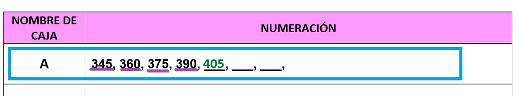 NOMBRE DE CAJA NUMERACIÓN
A 345, 360, 375, 390, 405, ___, ___,